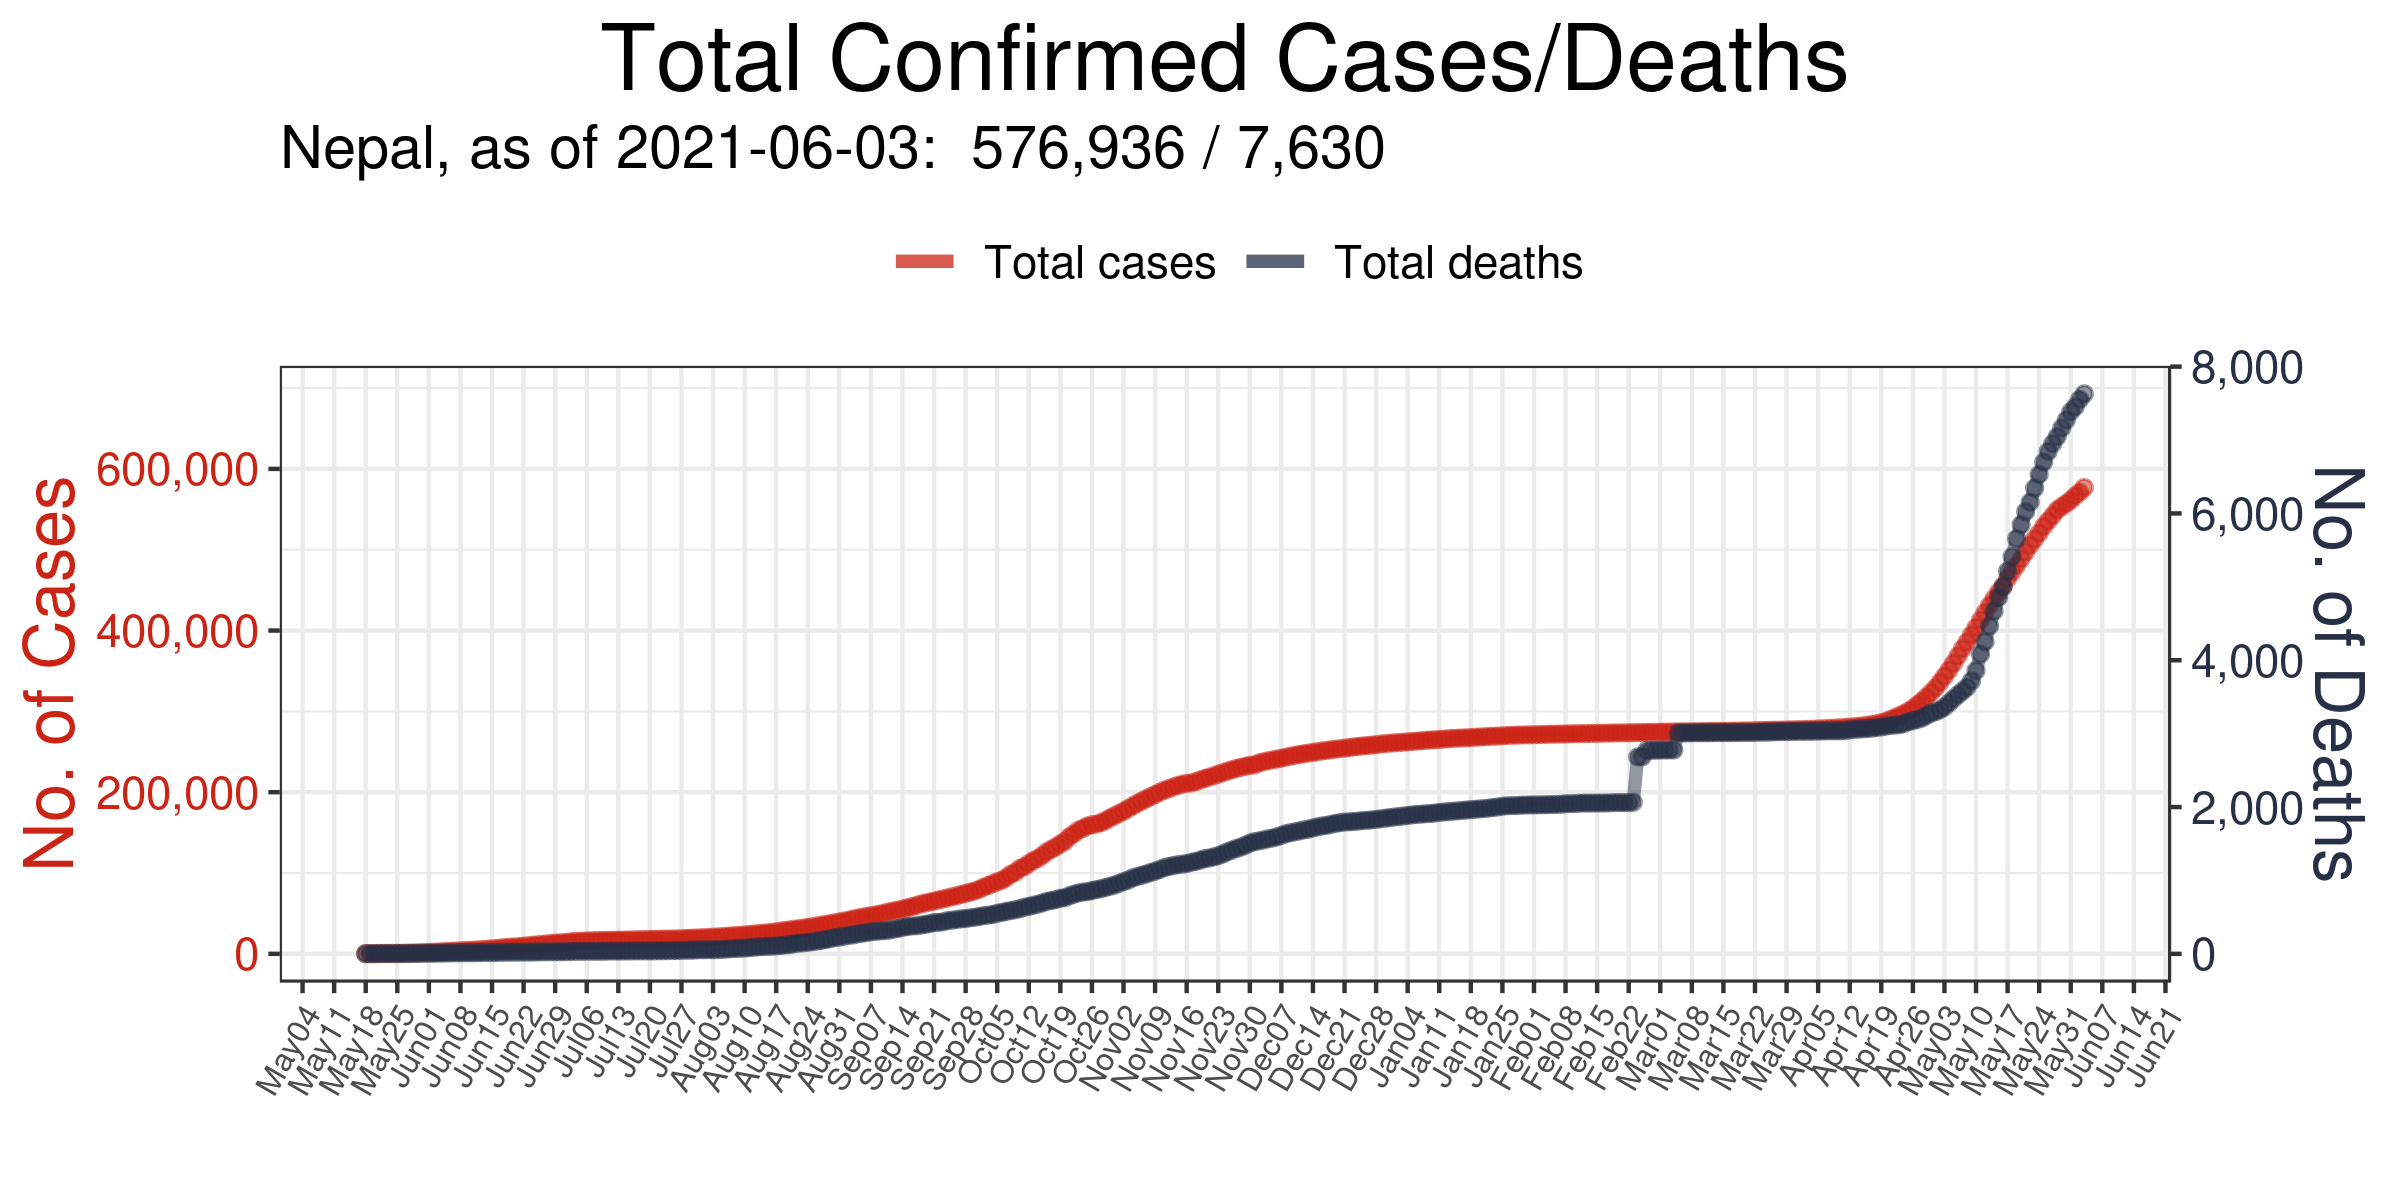 Total Confirmed Cases/Deaths
Nepal, as of 2021-06-03:  576,936 / 7,630
Total cases
Total deaths
No. of Cases
600,000
400,000
200,000
0
8,000
6,000
4,000
2,000
0
No. of Deaths
May04
May11
May18
May25
Jun01
Jun08
Jun15
Jun22
Jun29
Jul06
Jul13
Jul20
Jul27
Aug03
Aug10
Aug17
Aug24
Aug31
Sep07
Sep14
Sep21
Sep28
Oct05
Oct12
Oct19
Oct26
Nov02
Nov09
Nov16
Nov23
Nov30
Dec07
Dec14
Dec21
Dec28
Jan04
Jan11
Jan18
Jan25
Feb01
Feb08
Feb15
Feb22
Mar01
Mar08
Mar15
Mar22
Mar29
Apr05
Apr12
Apr19
Apr26
May03
May10
May17
May24
May31
Jun07
Jun14
Jun21